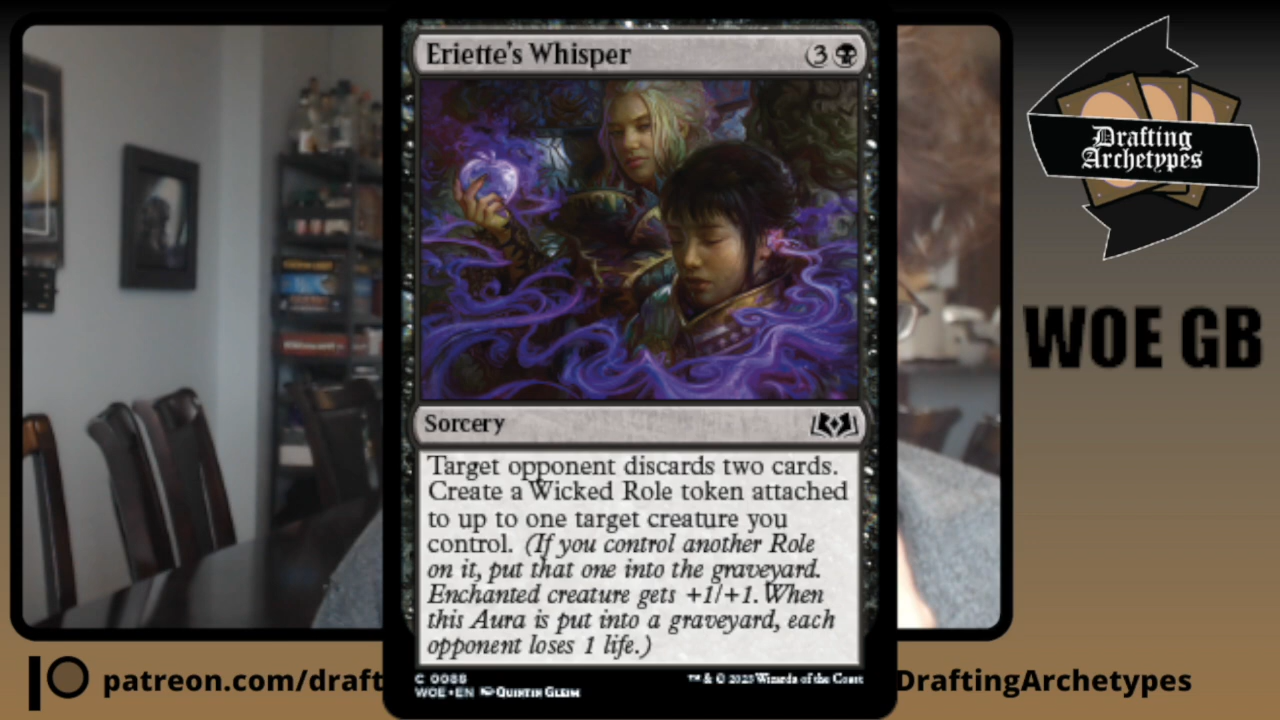 Eriette's Whisper 3
Drafting
Archetypes
WOE GB
Sorcery
Target opponent discards two cards.
Create a Wicked Role token attached
to up to one target creature you
control. (If you control another Role
on it, put that one into the graveyard.
Enchanted creature gets +1/+1. When
this Aura is put into a graveyard, each
opponent loses 1 life.)
C 0088
WOE • EN QUINTIN GLEIM
™ & © 2023 Wizards of the Coast
patreon.com/draft
DraftingArchetypes